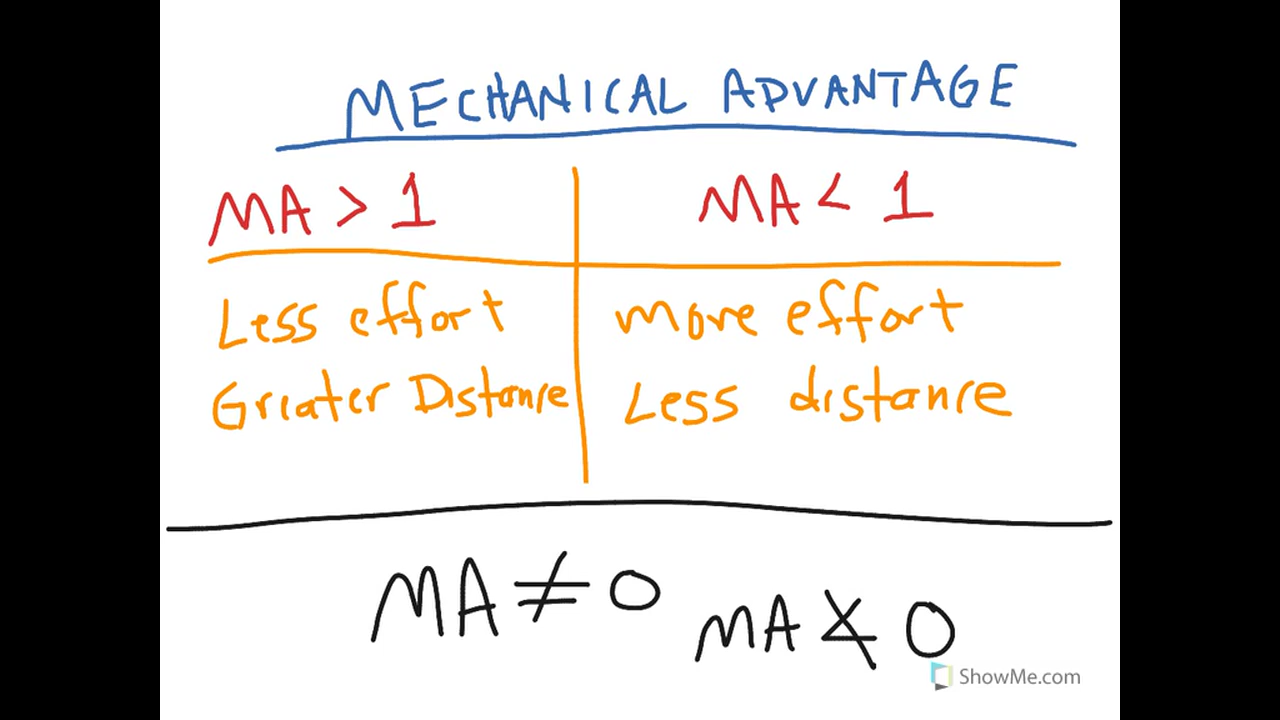 MECHANICAL ADVANTAGE
MA > 1
MA < 1
Less effort
Greater Distance
more effort
Less distance
MA ≠ 0
MA ≮ 0
ShowMe.com